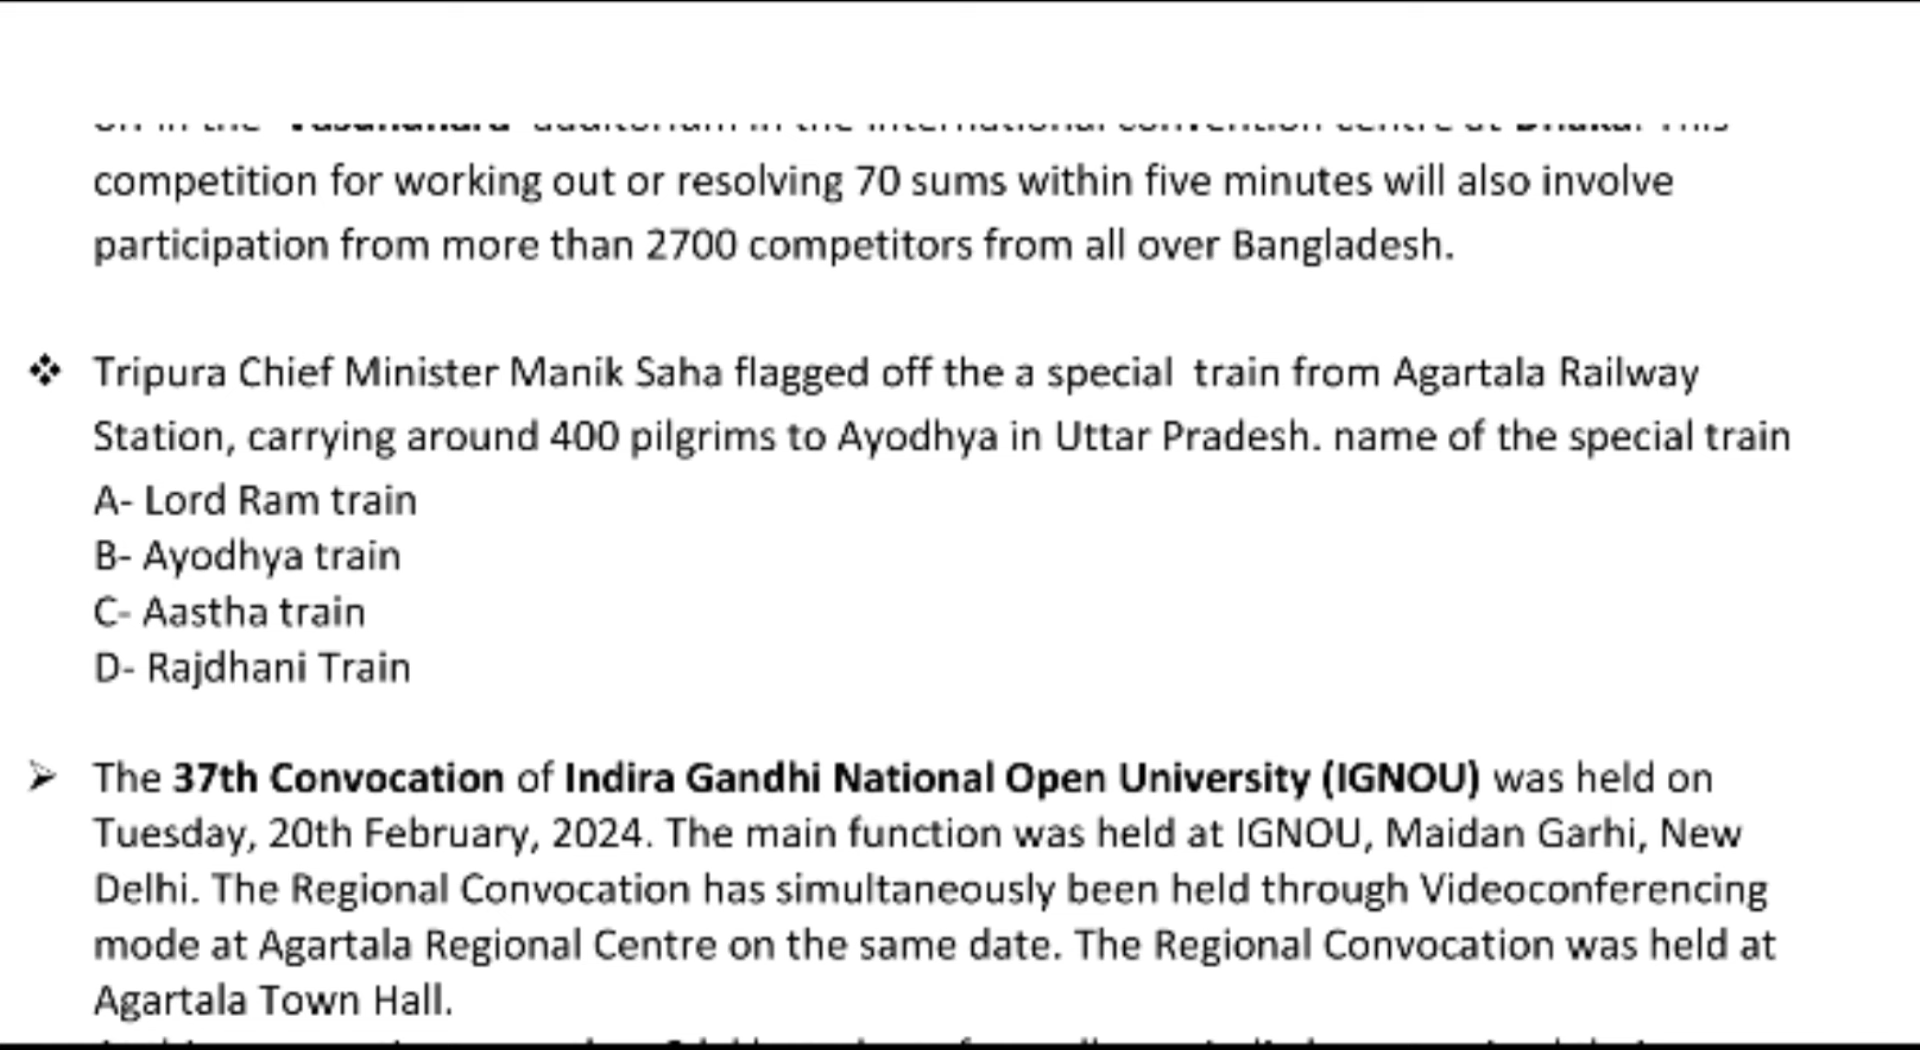 competition for working out or resolving 70 sums within five minutes will also involve
participation from more than 2700 competitors from all over Bangladesh.
❖ Tripura Chief Minister Manik Saha flagged off the a special train from Agartala Railway
Station, carrying around 400 pilgrims to Ayodhya in Uttar Pradesh. name of the special train
A- Lord Ram train
B- Ayodhya train
C- Aastha train
D- Rajdhani Train
➢ The 37th Convocation of Indira Gandhi National Open University (IGNOU) was held on
Tuesday, 20th February, 2024. The main function was held at IGNOU, Maidan Garhi, New
Delhi. The Regional Convocation has simultaneously been held through Videoconferencing
mode at Agartala Regional Centre on the same date. The Regional Convocation was held at
Agartala Town Hall.